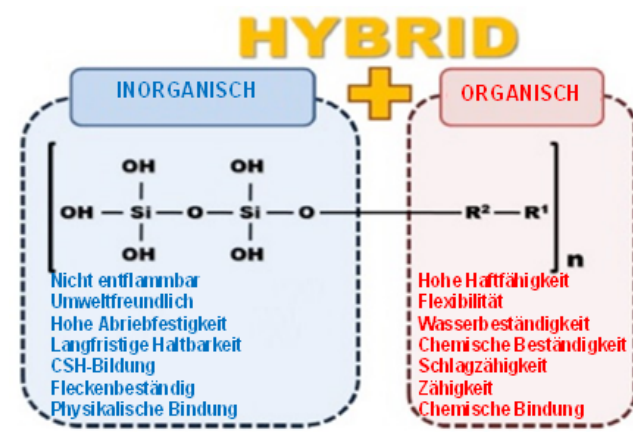 HYBRID
INORGANISCH
+
ORGANISCH
OH OH
OH — Si — O — Si — O — R² — R¹
OH OH
n
Nicht entflammbar
Umweltfreundlich
Hohe Abriebfestigkeit
Langfristige Haltbarkeit
CSH-Bildung
Fleckenbeständig
Physikalische Bindung
Hohe Haftfähigkeit
Flexibilität
Wasserbeständigkeit
Chemische Beständigkeit
Schlagzähigkeit
Zähigkeit
Chemische Bindung